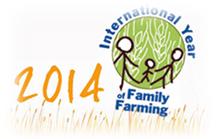 2014
International Year
of Family
Farming